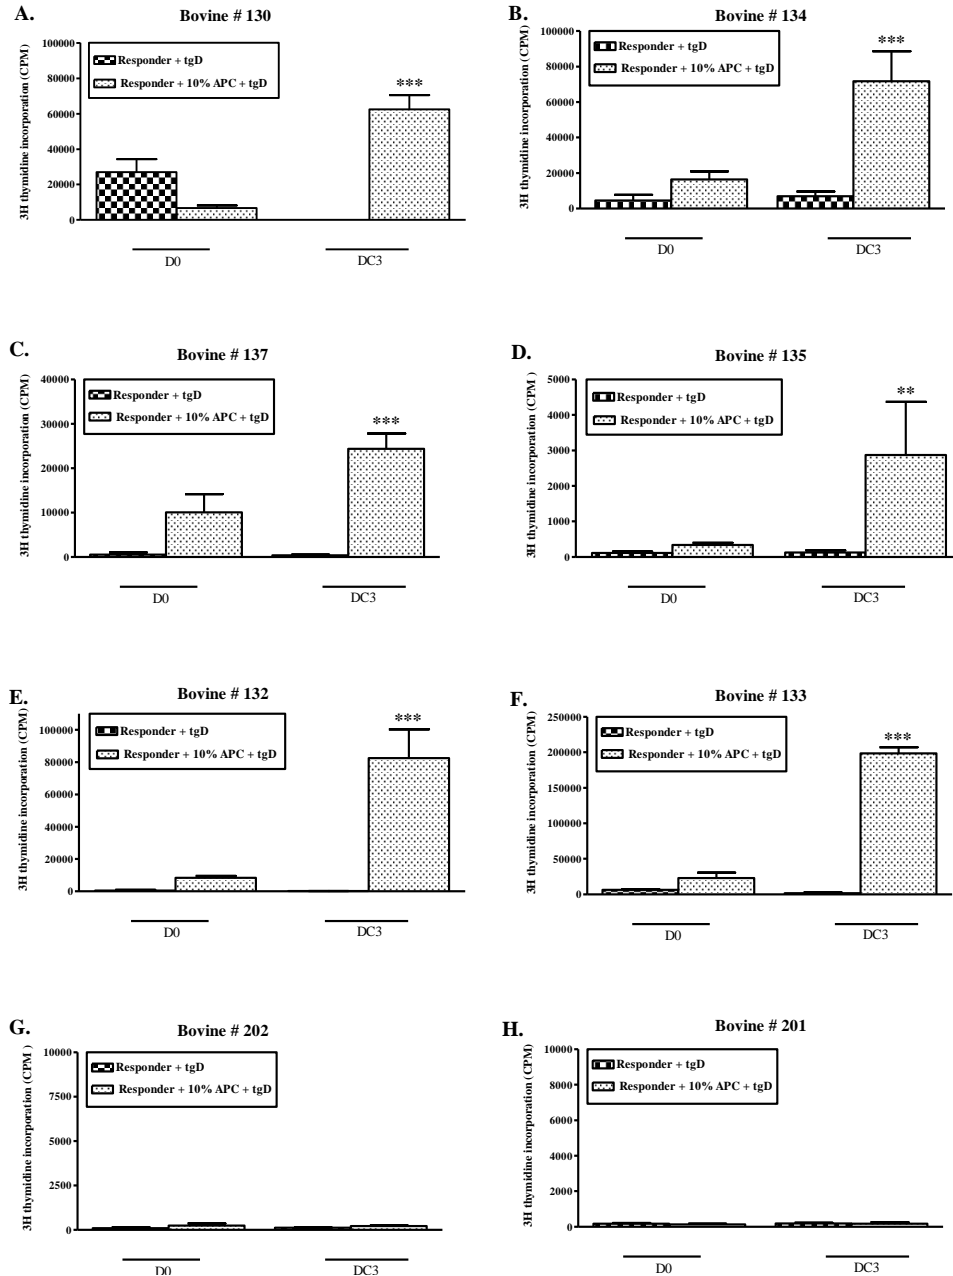 A.
Bovine # 130
3H thymidine incorporation (CPM)
100000
80000
60000
40000
20000
0
Responder + tgD
Responder + 10% APC + tgD
***
D0
DC3
B.
Bovine # 134
3H thymidine incorporation (CPM)
100000
80000
60000
40000
20000
0
Responder + tgD
Responder + 10% APC + tgD
***
D0
DC3
C.
Bovine # 137
3H thymidine incorporation (CPM)
40000
30000
20000
10000
0
Responder + tgD
Responder + 10% APC + tgD
***
D0
DC3
D.
Bovine # 135
3H thymidine incorporation (CPM )
5000
4000
3000
2000
1000
0
Responder + tgD
Responder + 10% APC + tgD
**
D0
DC3
E.
Bovine # 132
3H thymidine incorporation (CPM)
100000
80000
60000
40000
20000
0
Responder + tgD
Responder + 10% APC + tgD
***
D0
DC3
F.
Bovine # 133
3H thymidine incorporation (CPM)
250000
200000
150000
100000
50000
0
Responder + tgD
Responder + 10% APC + tgD
***
D0
DC3
G.
Bovine # 202
3H thymidine incorporation (CPM )
10000
7500
5000
2500
0
Responder + tgD
Responder + 10% APC + tgD
D0
DC3
H.
Bovine # 201
3H thymidine incorporation (CPM)
10000
8000
6000
4000
2000
0
Responder + tgD
Responder + 10% APC + tgD
D0
DC3